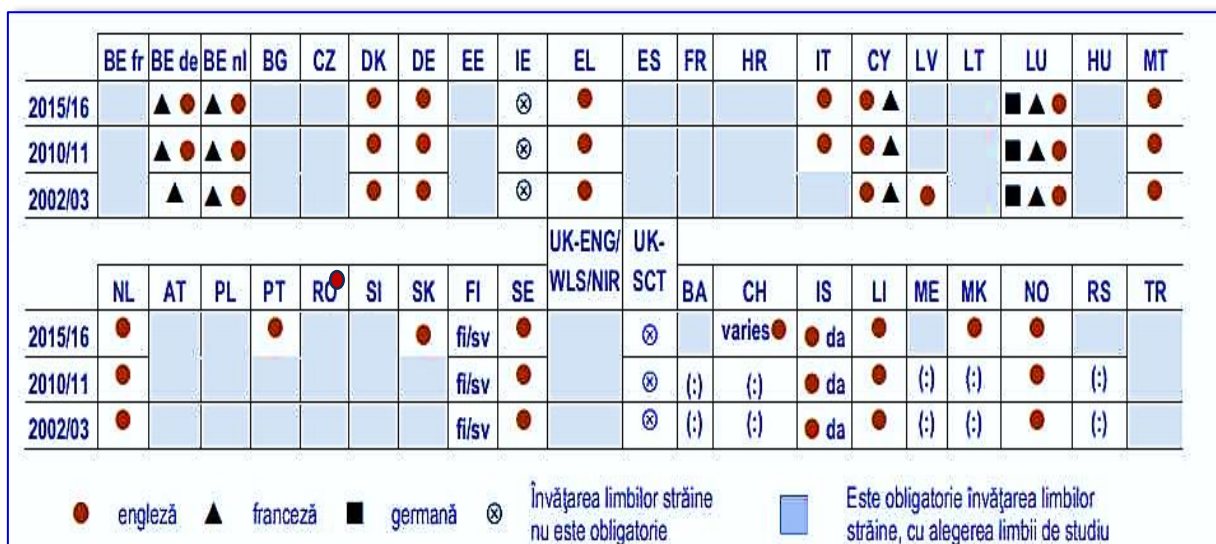 BE fr BE de BE nl BG CZ DK DE EE IE EL ES FR HR IT CY LV LT LU HU MT
2015/16
2010/11
2002/03
UK-ENG/ UK-
NL AT PL PT RO SI SK FI SE WLS/NIR SCT BA CH IS LI ME MK NO RS TR
2015/16 fi/sv varies da
2010/11 fi/sv (:) (:) da (:) (:) (:)
2002/03 fi/sv (:) (:) da (:) (:) (:)
engleză franceză germană Învățarea limbilor străine Este obligatorie învățarea limbilor
nu este obligatorie străine, cu alegerea limbii de studiu